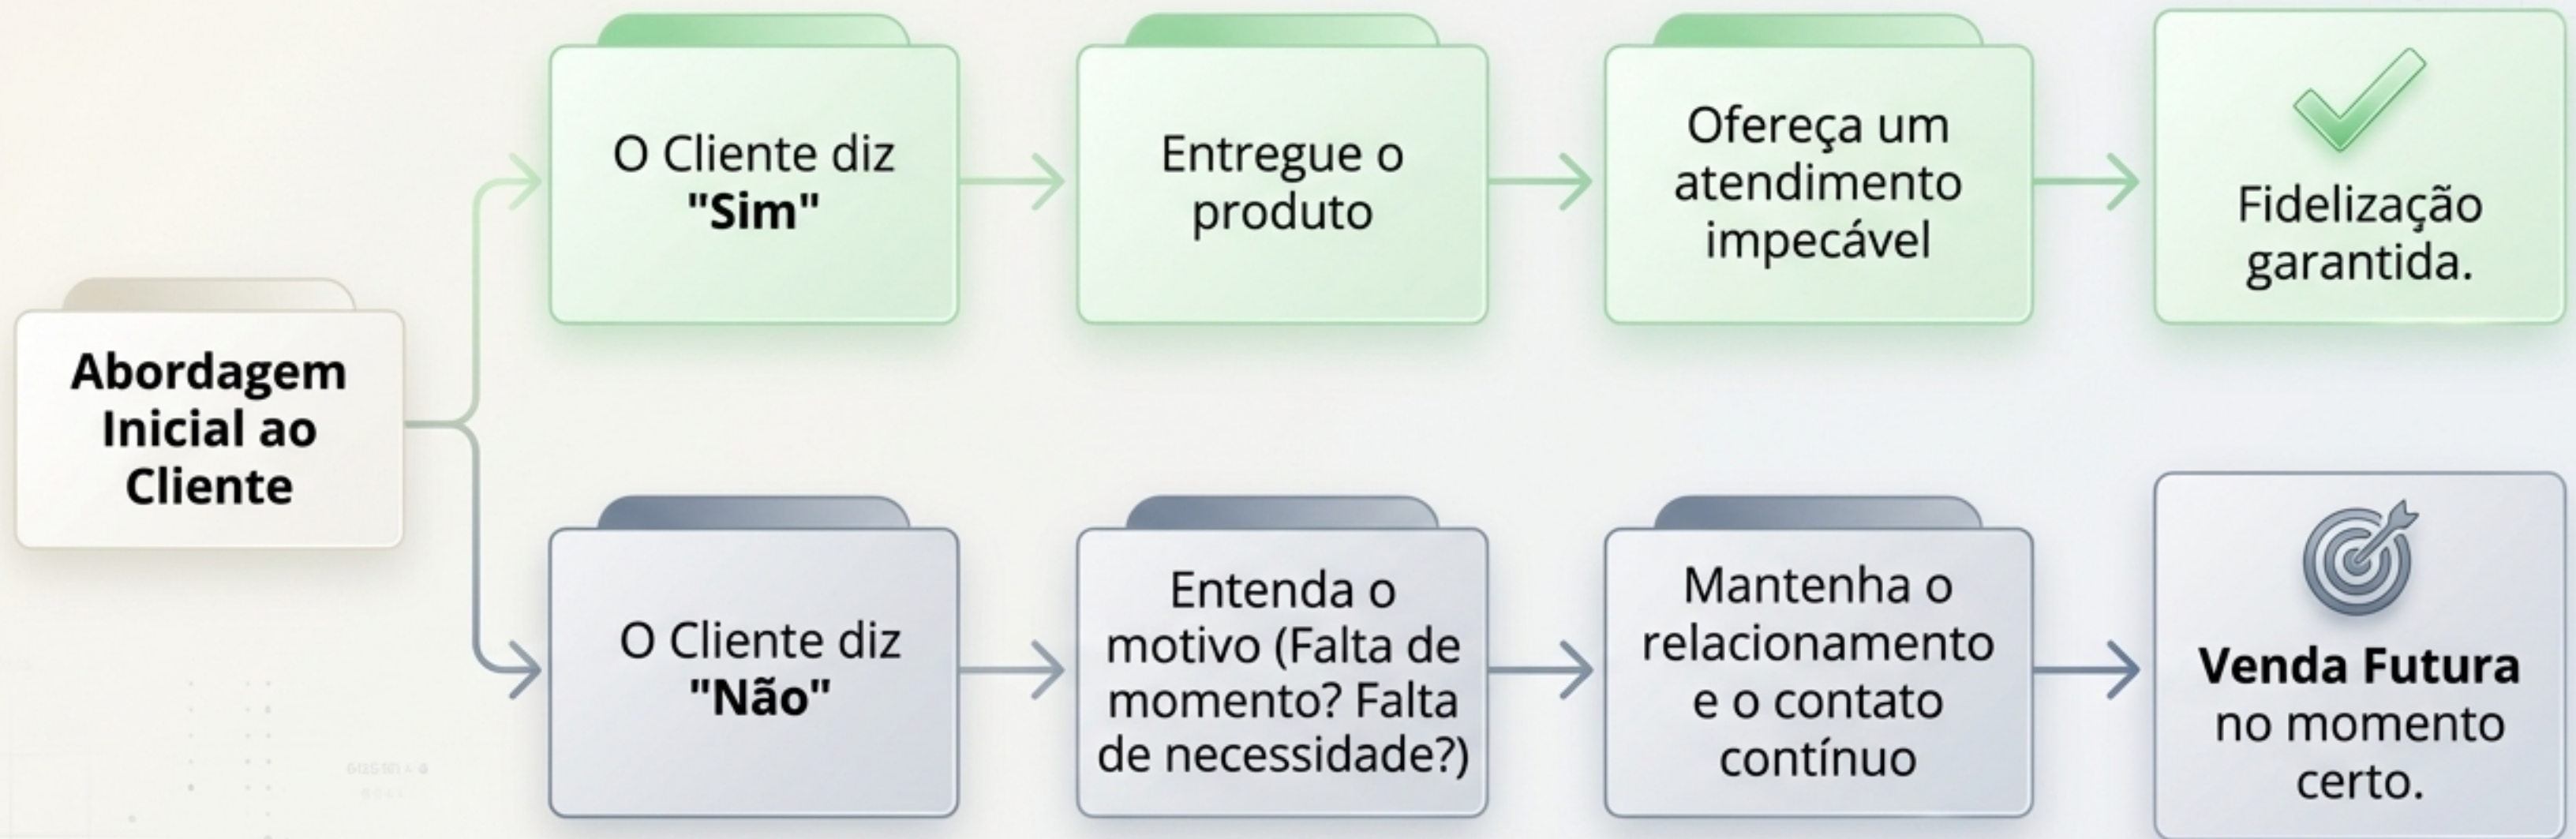 Abordagem
Inicial ao
Cliente
O Cliente diz
"Sim"
Entregue o
produto
Ofereça um
atendimento
impecável
Fidelização
garantida.
O Cliente diz
"Não"
Entenda o
motivo (Falta de
momento? Falta
de necessidade?)
Mantenha o
relacionamento
e o contato
contínuo
Venda Futura
no momento
certo.